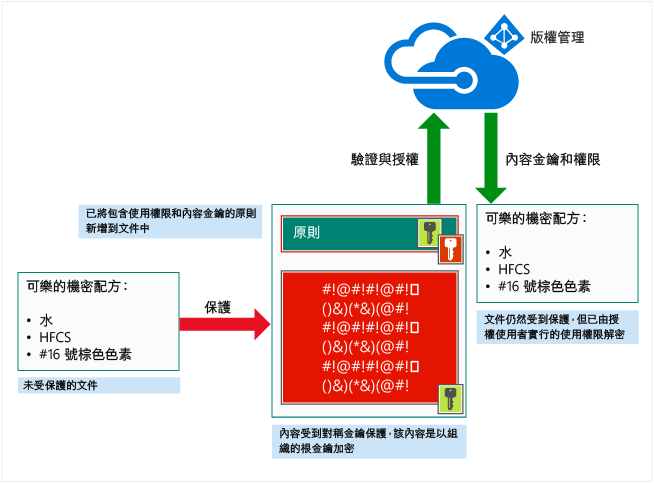 版權管理
驗證與授權
內容金鑰和權限
已將包含使用權限和內容金鑰的原則
新增到文件中
原則
可樂的機密配方：
• 水
• HFCS
• #16 號棕色色素
可樂的機密配方：
• 水
• HFCS
• #16 號棕色色素
保護
#!@#!#!@#!□
()&)(*&)(@#!
#!@#!#!@#!□
()&)(*&)(@#!
#!@#!#!@#!□
()&)(*&)(@#!
文件仍然受到保護，但已由授
權使用者實行的使用權限解密
未受保護的文件
內容受到對稱金鑰保護，該內容是以組
織的根金鑰加密